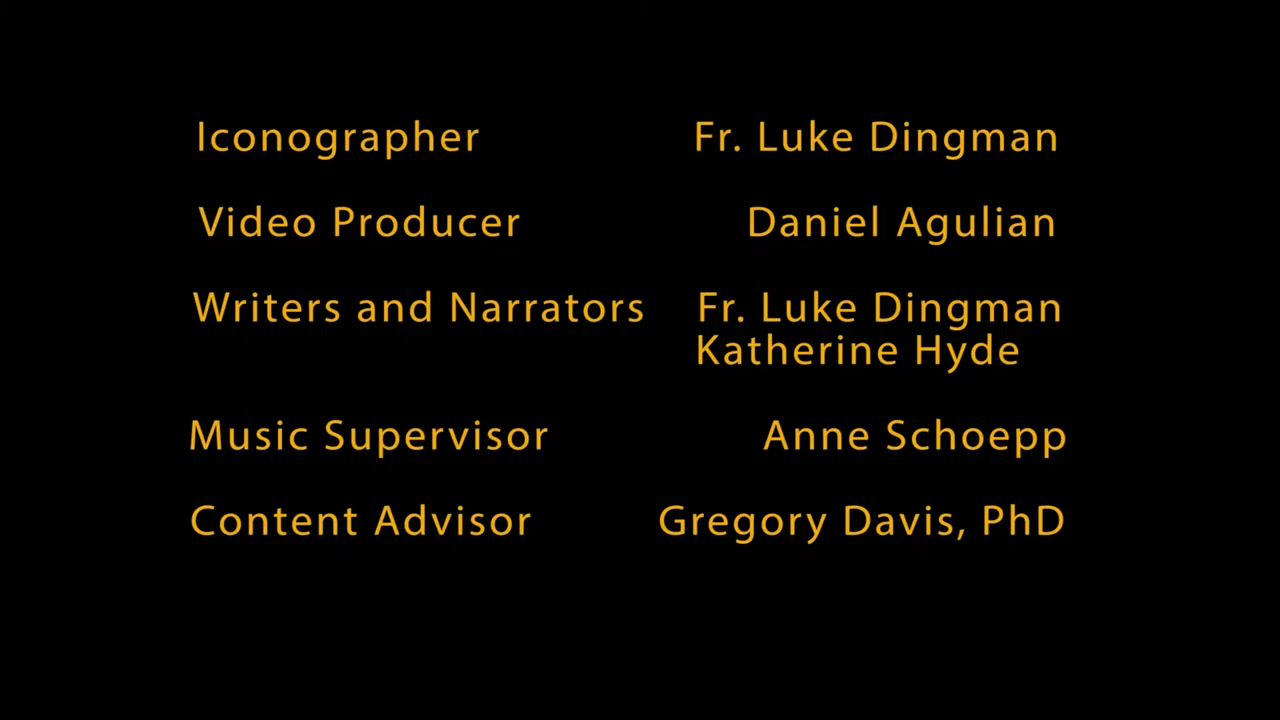 Iconographer Fr. Luke Dingman
Video Producer Daniel Agulian
Writers and Narrators Fr. Luke Dingman
Katherine Hyde
Music Supervisor Anne Schoepp
Content Advisor Gregory Davis, PhD